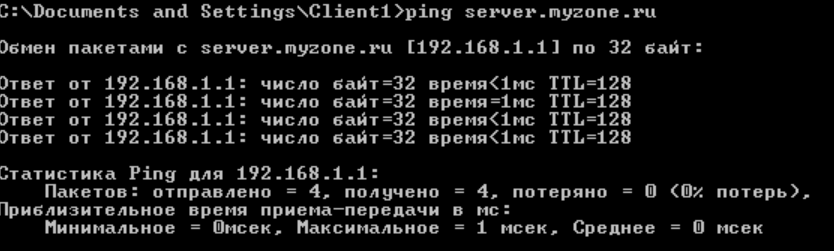 C:\Documents and Settings\Client1>ping server.myzone.ru
Обмен пакетами с server.myzone.ru [192.168.1.1] по 32 байт:
Ответ от 192.168.1.1: число байт=32 время<1мс TTL=128
Ответ от 192.168.1.1: число байт=32 время=1мс TTL=128
Ответ от 192.168.1.1: число байт=32 время<1мс TTL=128
Ответ от 192.168.1.1: число байт=32 время<1мс TTL=128
Статистика Ping для 192.168.1.1:
Пакетов: отправлено = 4, получено = 4, потеряно = 0 (0% потерь),
Приблизительное время приема-передачи в мс:
Минимальное = 0мсек, Максимальное = 1 мсек, Среднее = 0 мсек